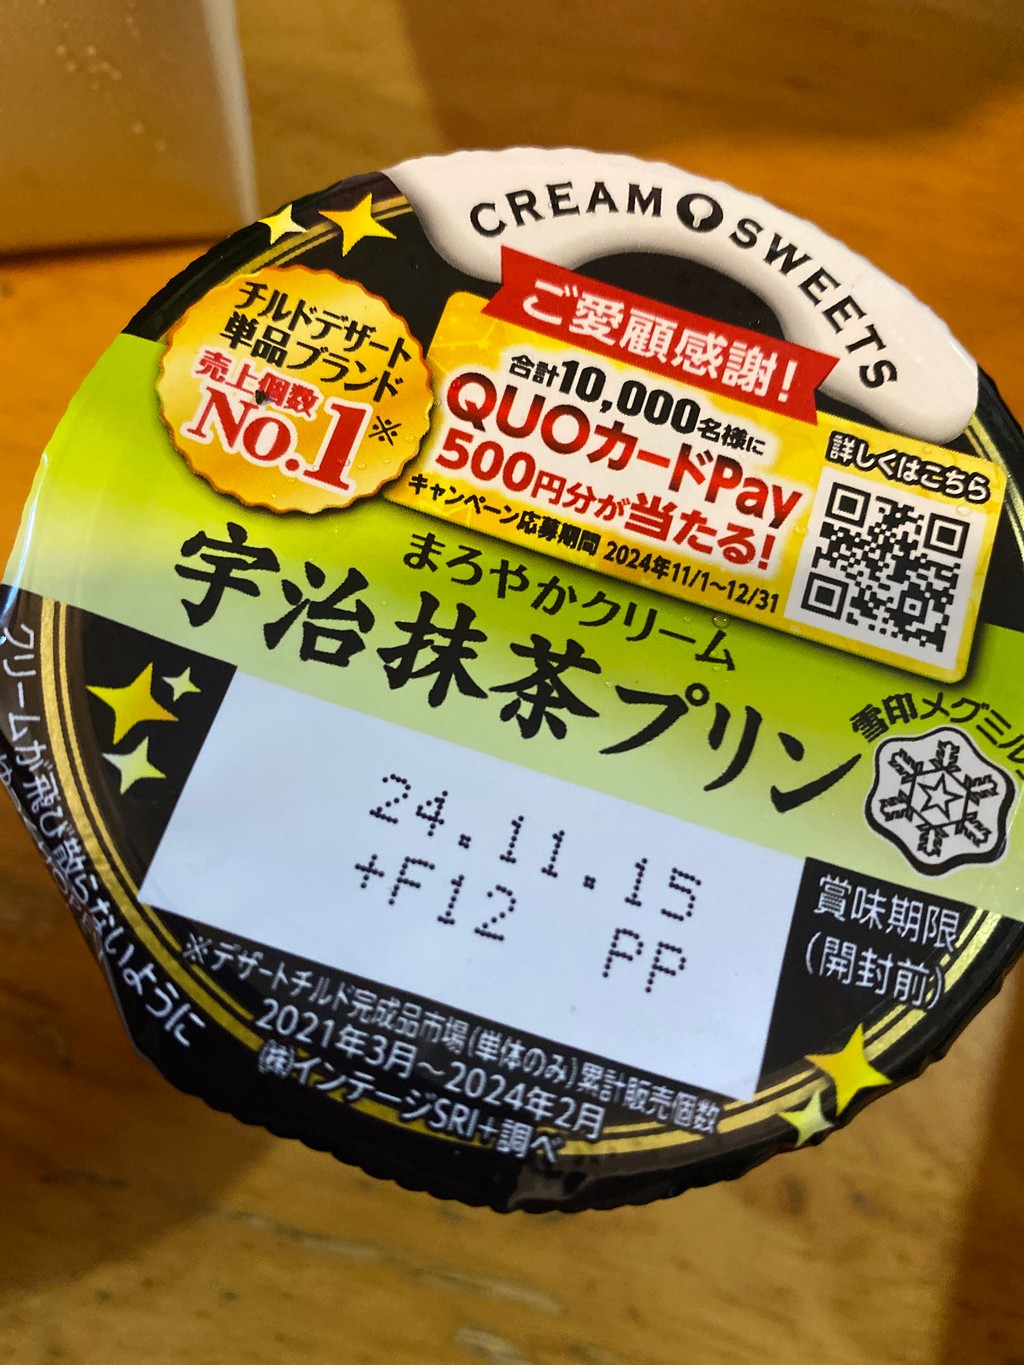 CREAM SWEETS
チルドデザート
単品ブランド
売上個数
No.1※
ご愛顧感謝!
合計10,000名様に
QUOカードPay
500円分が当たる!
キャンペーン応募期間 2024年11/1〜12/31
詳しくはこちら
まろやかクリーム
宇治抹茶プリン
雪印メグミル
24.11.15
+F12 PP
賞味期限
(開封前)
※デザートチルド完成品市場(単体のみ)累計販売個数
2021年3月〜2024年2月
(株)インテージSRI+調べ
クリームが飛び散らないように